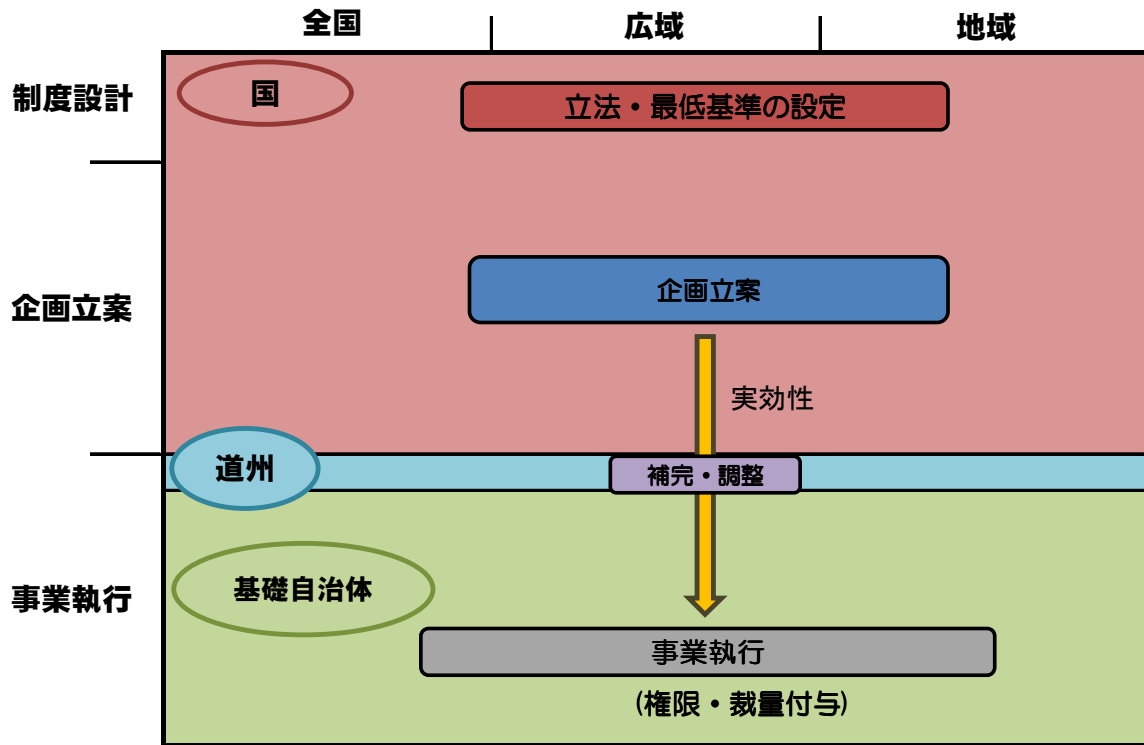 全国
広域
地域
制度設計
国
立法・最低基準の設定
企画立案
企画立案
実効性
道州
補完・調整
事業執行
基礎自治体
事業執行
(権限・裁量付与)